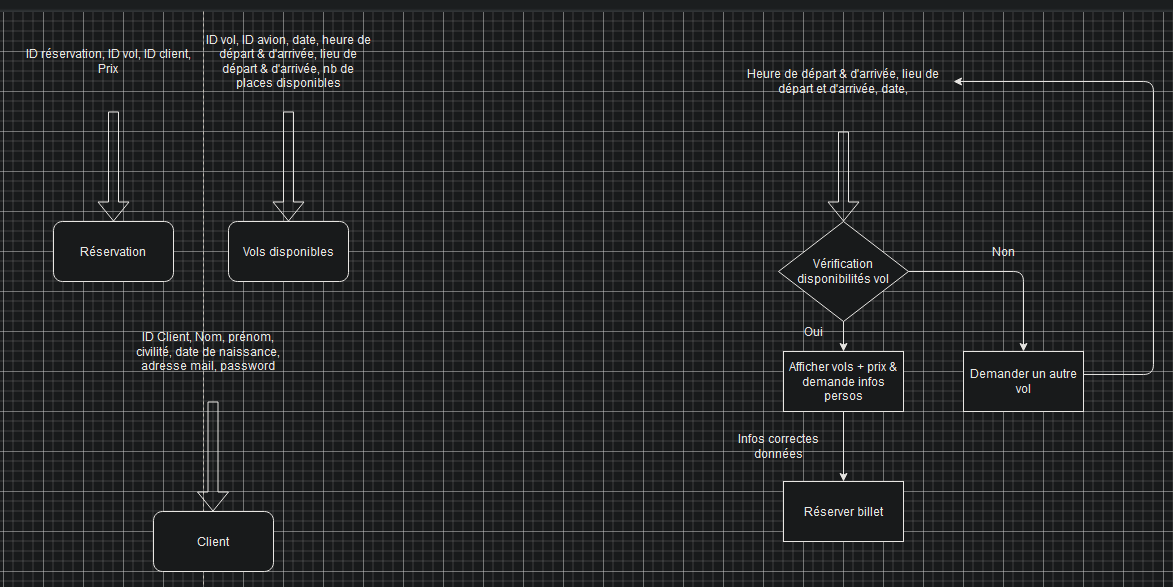 ID réservation, ID vol, ID client,
Prix
ID vol, ID avion, date, heure de
départ & d'arrivée, lieu de
départ & d'arrivée, nb de
places disponibles
Réservation
Vols disponibles
ID Client, Nom, prénom,
civilité, date de naissance,
adresse mail, password
Client
Heure de départ & d'arrivée, lieu de
départ et d'arrivée, date,
Vérification
disponibilités vol
Non
Oui
Afficher vols + prix &
demande infos
persos
Demander un autre
vol
Infos correctes
données
Réserver billet